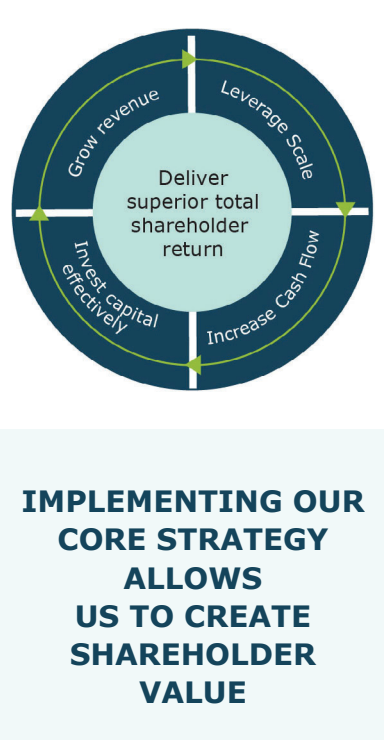 Grow revenue
Leverage Scale
Deliver
superior total
shareholder
return
Invest capital
effectively
Increase Cash Flow
IMPLEMENTING OUR
CORE STRATEGY
ALLOWS
US TO CREATE
SHAREHOLDER
VALUE